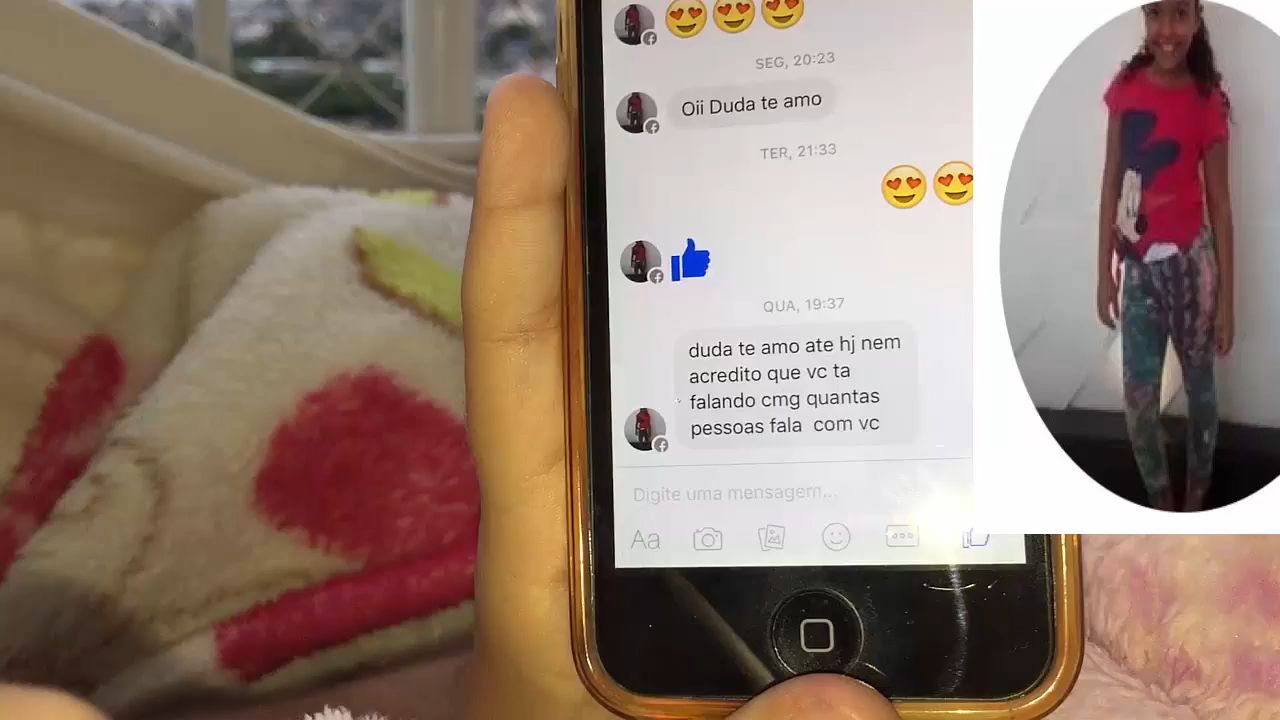 SEG, 20:23
Oii Duda te amo
TER, 21:33
QUA, 19:37
duda te amo ate hj nem
acredito que vc ta
falando cmg quantas
pessoas fala com vc
Digite uma mensagem...
Aa